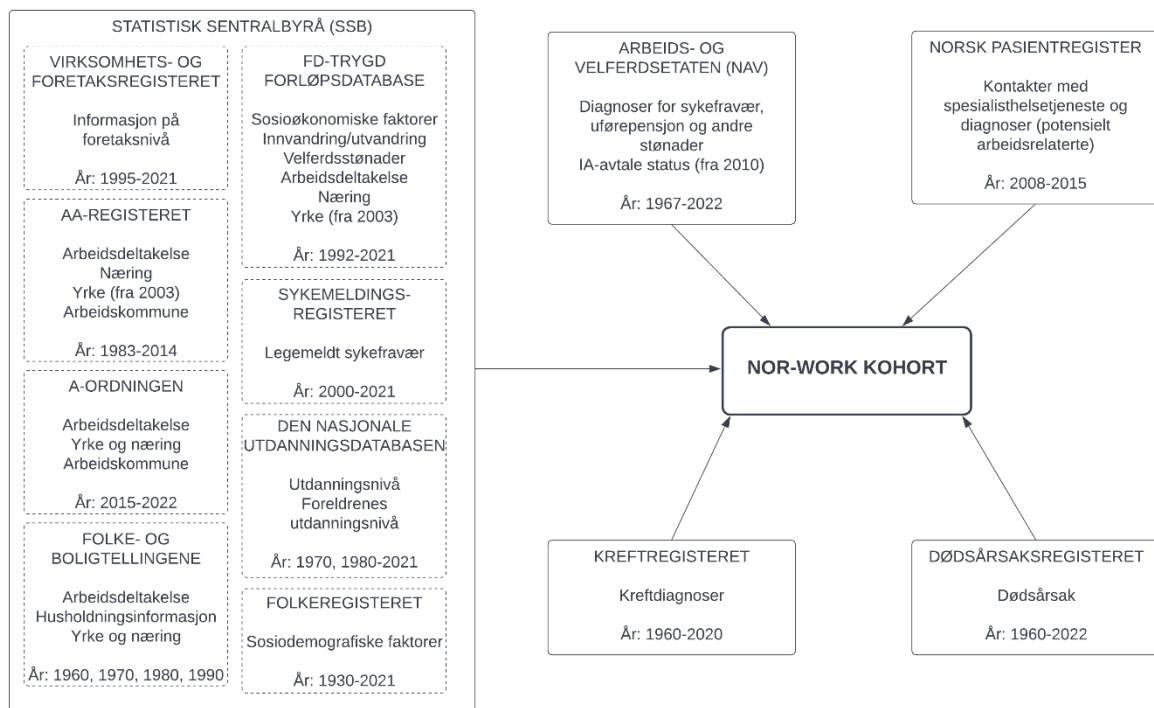 STATISTISK SENTRALBYRÅ (SSB)
VIRKSOMHETS- OG
FORETAKSREGISTERET
Informasjon på
foretaksnivå
År: 1995-2021
AA-REGISTERET
Arbeidsdeltakelse
Næring
Yrke (fra 2003)
Arbeidskommune
År: 1983-2014
A-ORDNINGEN
Arbeidsdeltakelse
Yrke og næring
Arbeidskommune
År: 2015-2022
FOLKE- OG
BOLIGTELLINGENE
Arbeidsdeltakelse
Husholdningsinformasjon
Yrke og næring
År: 1960, 1970, 1980, 1990
FD-TRYGD
FORLØPSDATABASE
Sosioøkonomiske faktorer
Innvandring/utvandring
Velferdsstønader
Arbeidsdeltakelse
Næring
Yrke (fra 2003)
År: 1992-2021
SYKEMELDINGS-
REGISTERET
Legemeldt sykefravær
År: 2000-2021
DEN NASJONALE
UTDANNINGSDATABASEN
Utdanningsnivå
Foreldrenes
utdanningsnivå
År: 1970, 1980-2021
FOLKEREGISTERET
Sosiodemografiske faktorer
År: 1930-2021
ARBEIDS- OG
VELFERDSETATEN (NAV)
Diagnoser for sykefravær,
uførepensjon og andre
stønader
IA-avtale status (fra 2010)
År: 1967-2022
NORSK PASIENTREGISTER
Kontakter med
spesialisthelsetjeneste og
diagnoser (potensielt
arbeidsrelaterte)
År: 2008-2015
NOR-WORK KOHORT
KREFTREGISTERET
Kreftdiagnoser
År: 1960-2020
DØDSÅRSAKSREGISTERET
Dødsårsak
År: 1960-2022